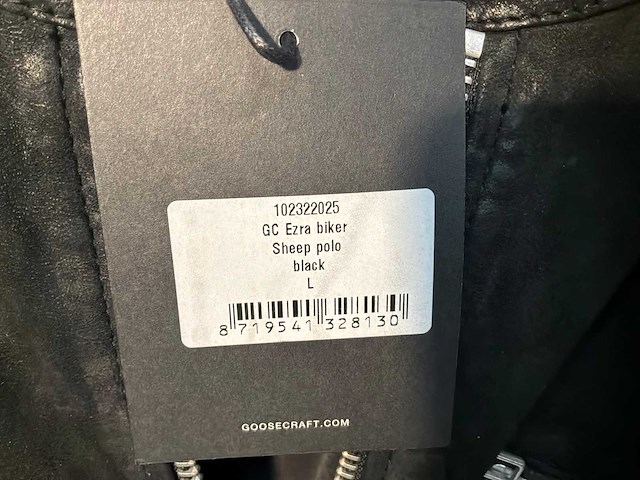 102322025
GC Ezra biker
Sheep polo
black
L
8 719541 328130
GOOSECRAFT.COM